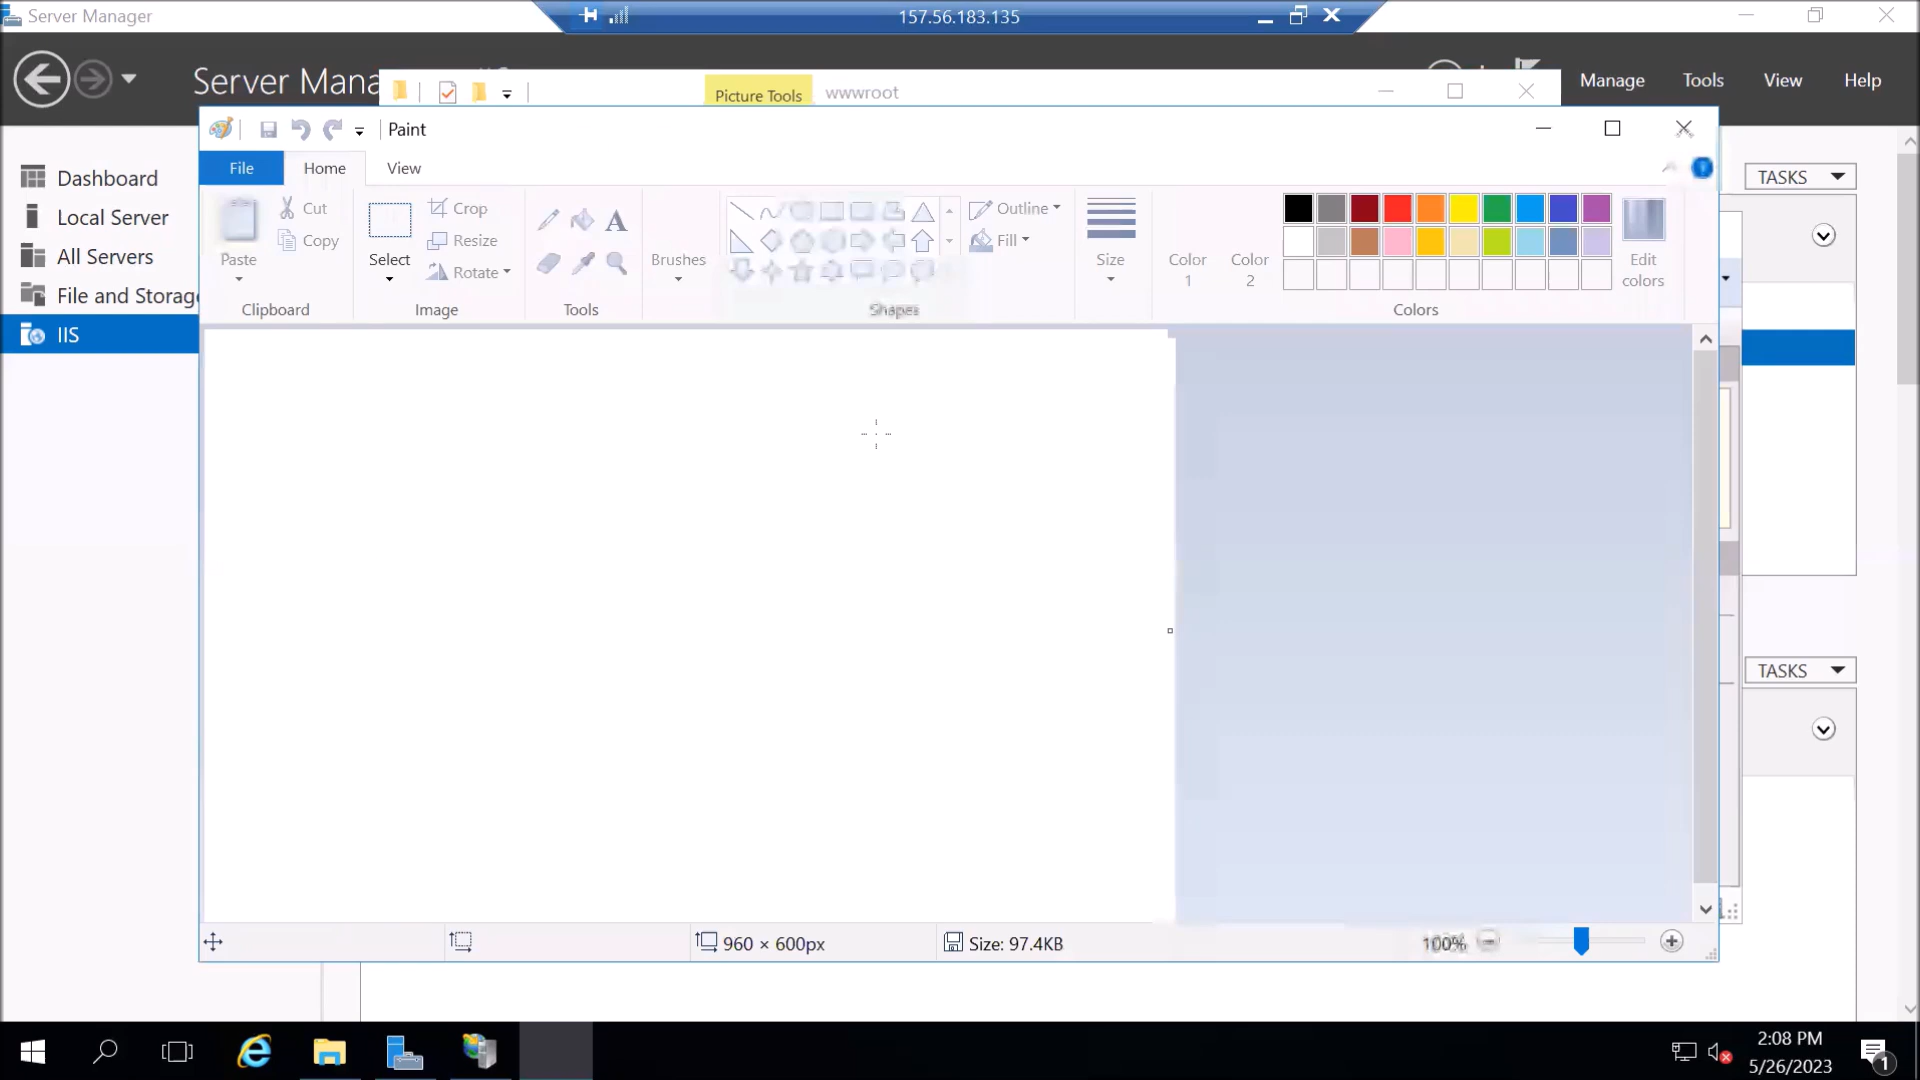 Server Manager
157.56.183.135
Server Mana
Picture Tools
wwwroot
Manage
Tools
View
Help
Paint
File
Home
View
Dashboard
Local Server
All Servers
File and Storag
IIS
Paste
Cut
Copy
Clipboard
Select
Crop
Resize
Rotate
Image
A
Tools
Brushes
Outline
Fill
Shapes
Size
Color
1
Color
2
Edit
colors
Colors
TASKS
TASKS
960 × 600px
Size: 97.4KB
100%
2:08 PM
5/26/2023
1